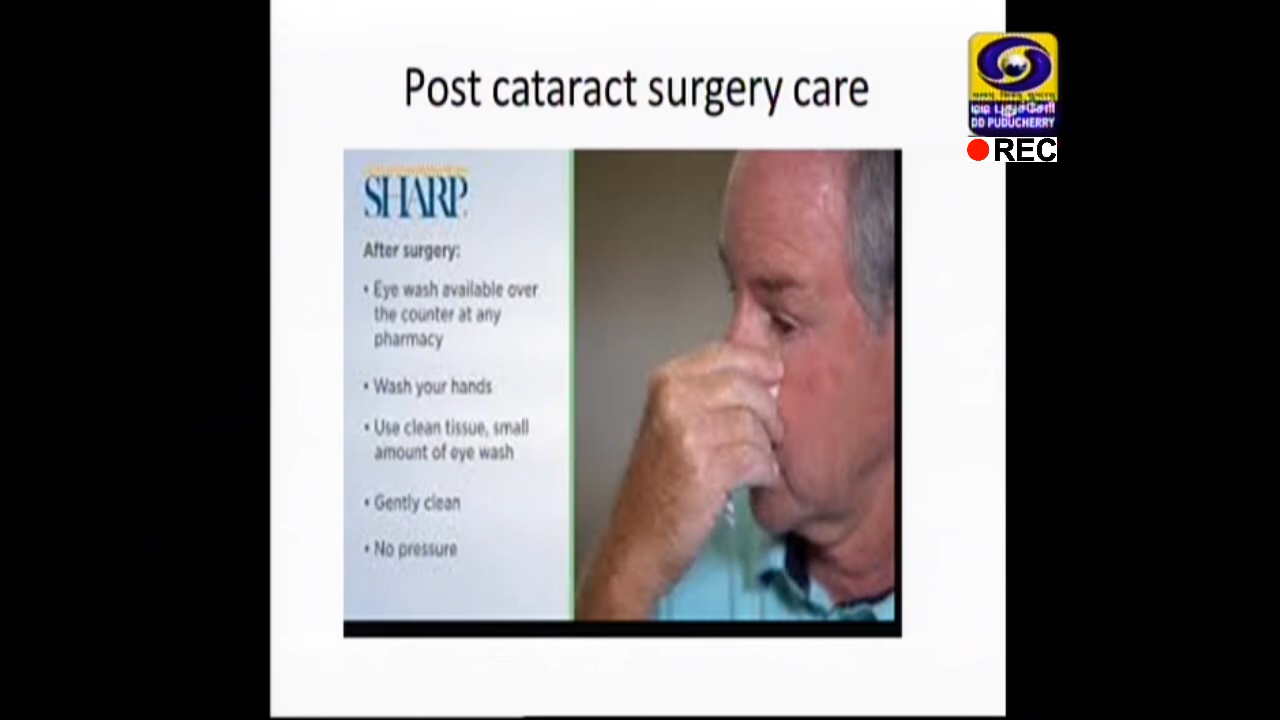 Post cataract surgery care
டிடி புதுச்சேரி
DD PUDUCHERRY
REC
SHARP
After surgery:
• Eye wash available over
the counter at any
pharmacy
• Wash your hands
• Use clean tissue, small
amount of eye wash
• Gently clean
• No pressure